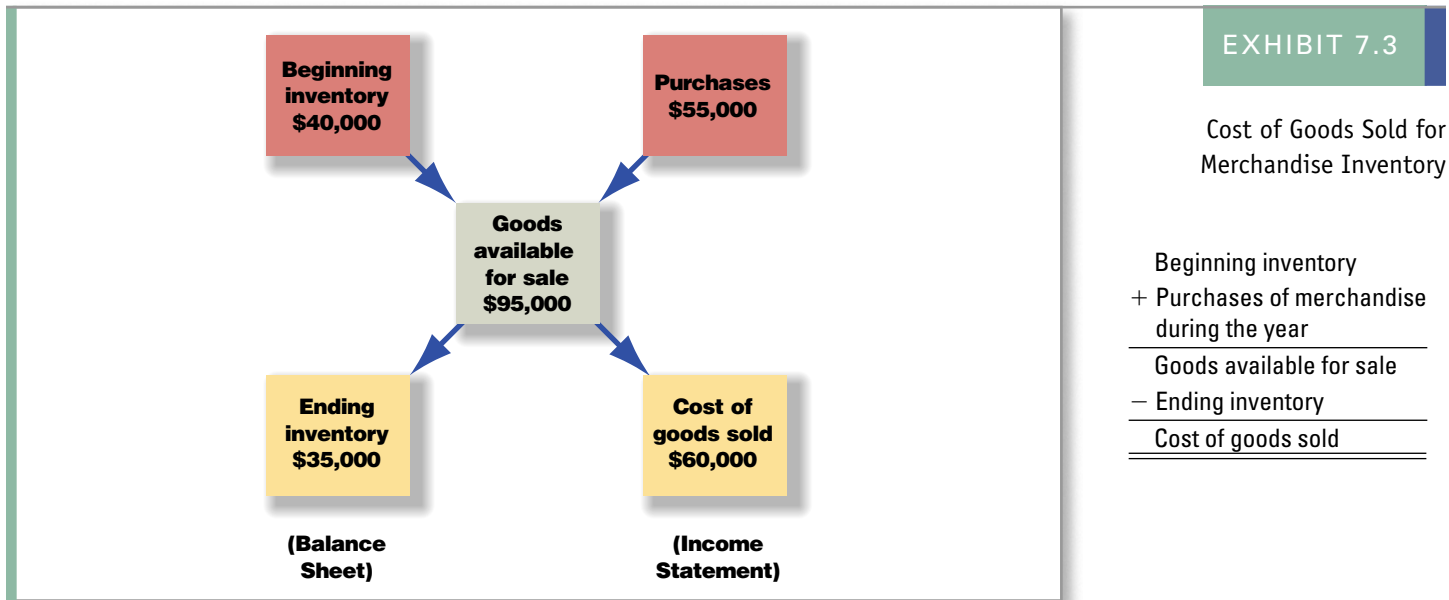 Beginning
inventory
$40,000
Purchases
$55,000
Goods
available
for sale
$95,000
Ending
inventory
$35,000
Cost of
goods sold
$60,000
(Balance
Sheet)
(Income
Statement)
EXHIBIT 7.3
Cost of Goods Sold for
Merchandise Inventory
Beginning inventory
+ Purchases of merchandise
during the year
Goods available for sale
− Ending inventory
Cost of goods sold